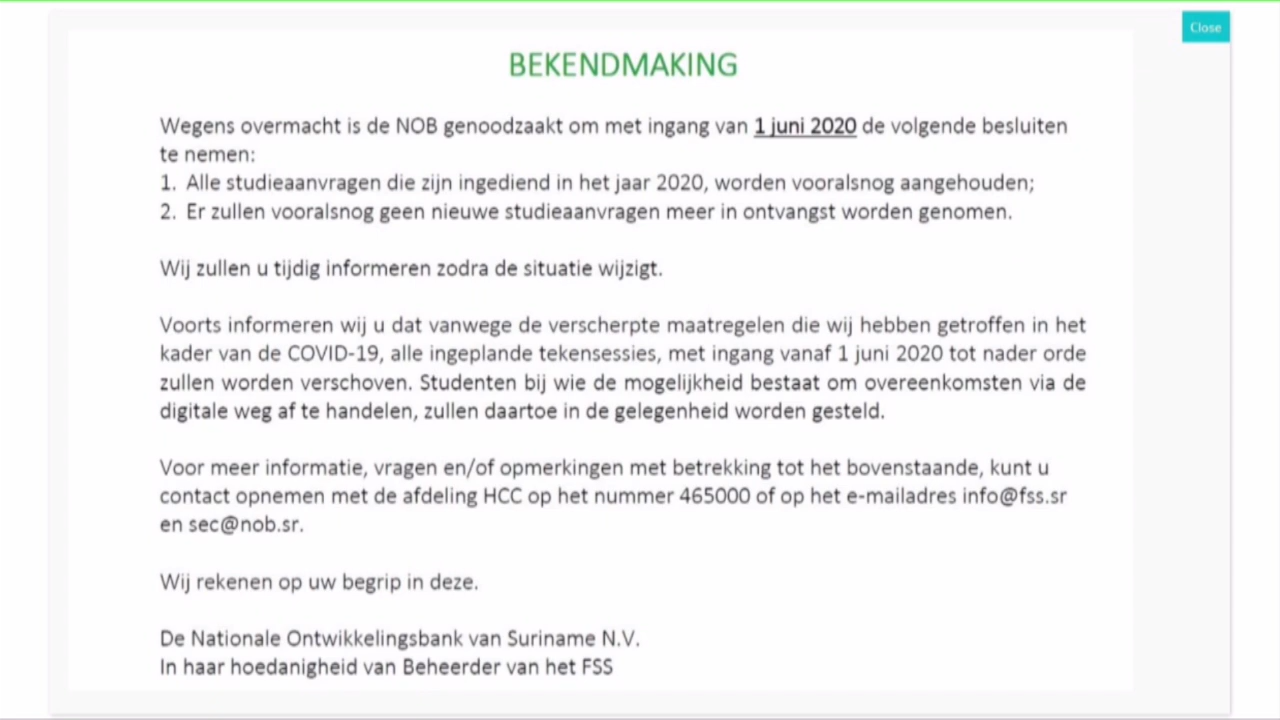 Close
BEKENDMAKING
Wegens overmacht is de NOB genoodzaakt om met ingang van 1 juni 2020 de volgende besluiten
te nemen:
1. Alle studieaanvragen die zijn ingediend in het jaar 2020, worden vooralsnog aangehouden;
2. Er zullen vooralsnog geen nieuwe studieaanvragen meer in ontvangst worden genomen.
Wij zullen u tijdig informeren zodra de situatie wijzigt.
Voorts informeren wij u dat vanwege de verscherpte maatregelen die wij hebben getroffen in het
kader van de COVID-19, alle ingeplande tekensessies, met ingang vanaf 1 juni 2020 tot nader orde
zullen worden verschoven. Studenten bij wie de mogelijkheid bestaat om overeenkomsten via de
digitale weg af te handelen, zullen daartoe in de gelegenheid worden gesteld.
Voor meer informatie, vragen en/of opmerkingen met betrekking tot het bovenstaande, kunt u
contact opnemen met de afdeling HCC op het nummer 465000 of op het e-mailadres info@fss.sr
en sec@nob.sr.
Wij rekenen op uw begrip in deze.
De Nationale Ontwikkelingsbank van Suriname N.V.
In haar hoedanigheid van Beheerder van het FSS